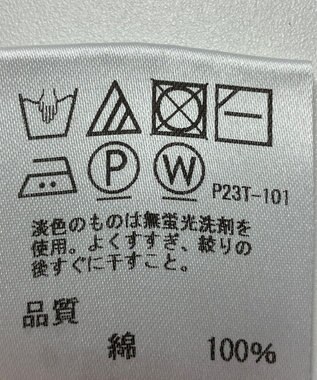 P
W
P23T-101
淡色のものは無蛍光洗剤を
使用。よくすすぎ、絞りの
後すぐに干すこと。
品質
綿 100%